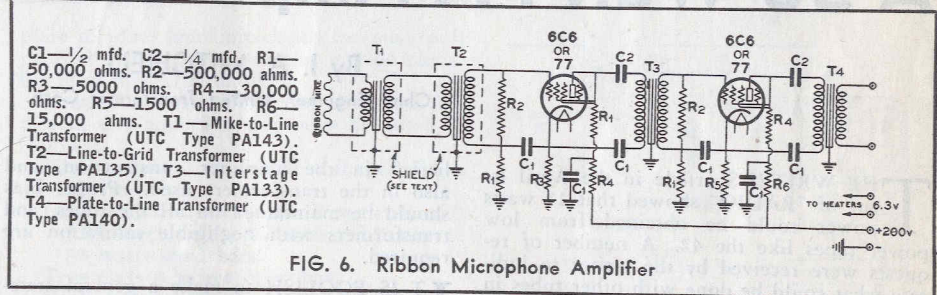 C1—½ mfd. C2—¼ mfd. R1—
50,000 ohms. R2—500,000 ahms.
R3—5000 ohms. R4—30,000
ohms. R5—1500 ohms. R6—
15,000 ahms. T1—Mike-to-Line
Transformer (UTC Type PA143).
T2—Line-to-Grid Transformer (UTC
Type PA135). T3—Interstage
Transformer (UTC Type PA133).
T4—Plate-to-Line Transformer (UTC
Type PA140).
RIBBON MIKE
T1
T2
SHIELD
(SEE TEXT)
R2
R1
C1
6C6
OR
77
R3
C1
R1
R4
C2
C1
C1
T3
R2
R1
C1
6C6
OR
77
R5
C1
R4
R6
C2
T4
TO HEATERS
6.3v
+280v
FIG. 6. Ribbon Microphone Amplifier